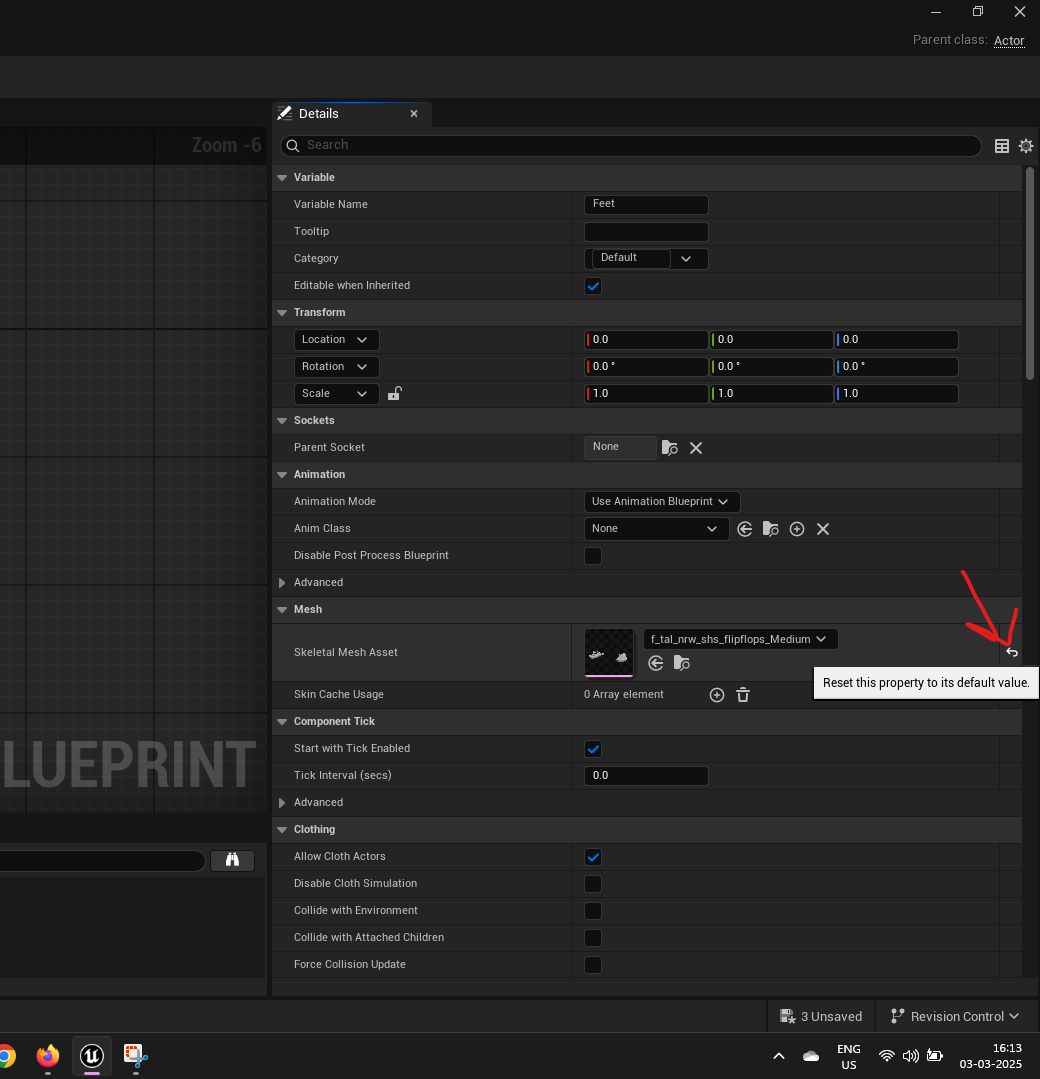 Parent class: Actor
Details
Zoom -6
Search
Variable
Variable Name Feet
Tooltip
Category Default
Editable when Inherited
Transform
Location 0.0 0.0 0.0
Rotation 0.0 ° 0.0 ° 0.0 °
Scale 1.0 1.0 1.0
Sockets
Parent Socket None
Animation
Animation Mode Use Animation Blueprint
Anim Class None
Disable Post Process Blueprint
Advanced
Mesh
f_tal_nrw_shs_flipflops_Medium
Skeletal Mesh Asset
Reset this property to its default value.
Skin Cache Usage 0 Array element
Component Tick
Start with Tick Enabled
LUEPRINT
Tick Interval (secs) 0.0
Advanced
Clothing
Allow Cloth Actors
Disable Cloth Simulation
Collide with Environment
Collide with Attached Children
Force Collision Update
3 Unsaved Revision Control
ENG 16:13
US 03-03-2025